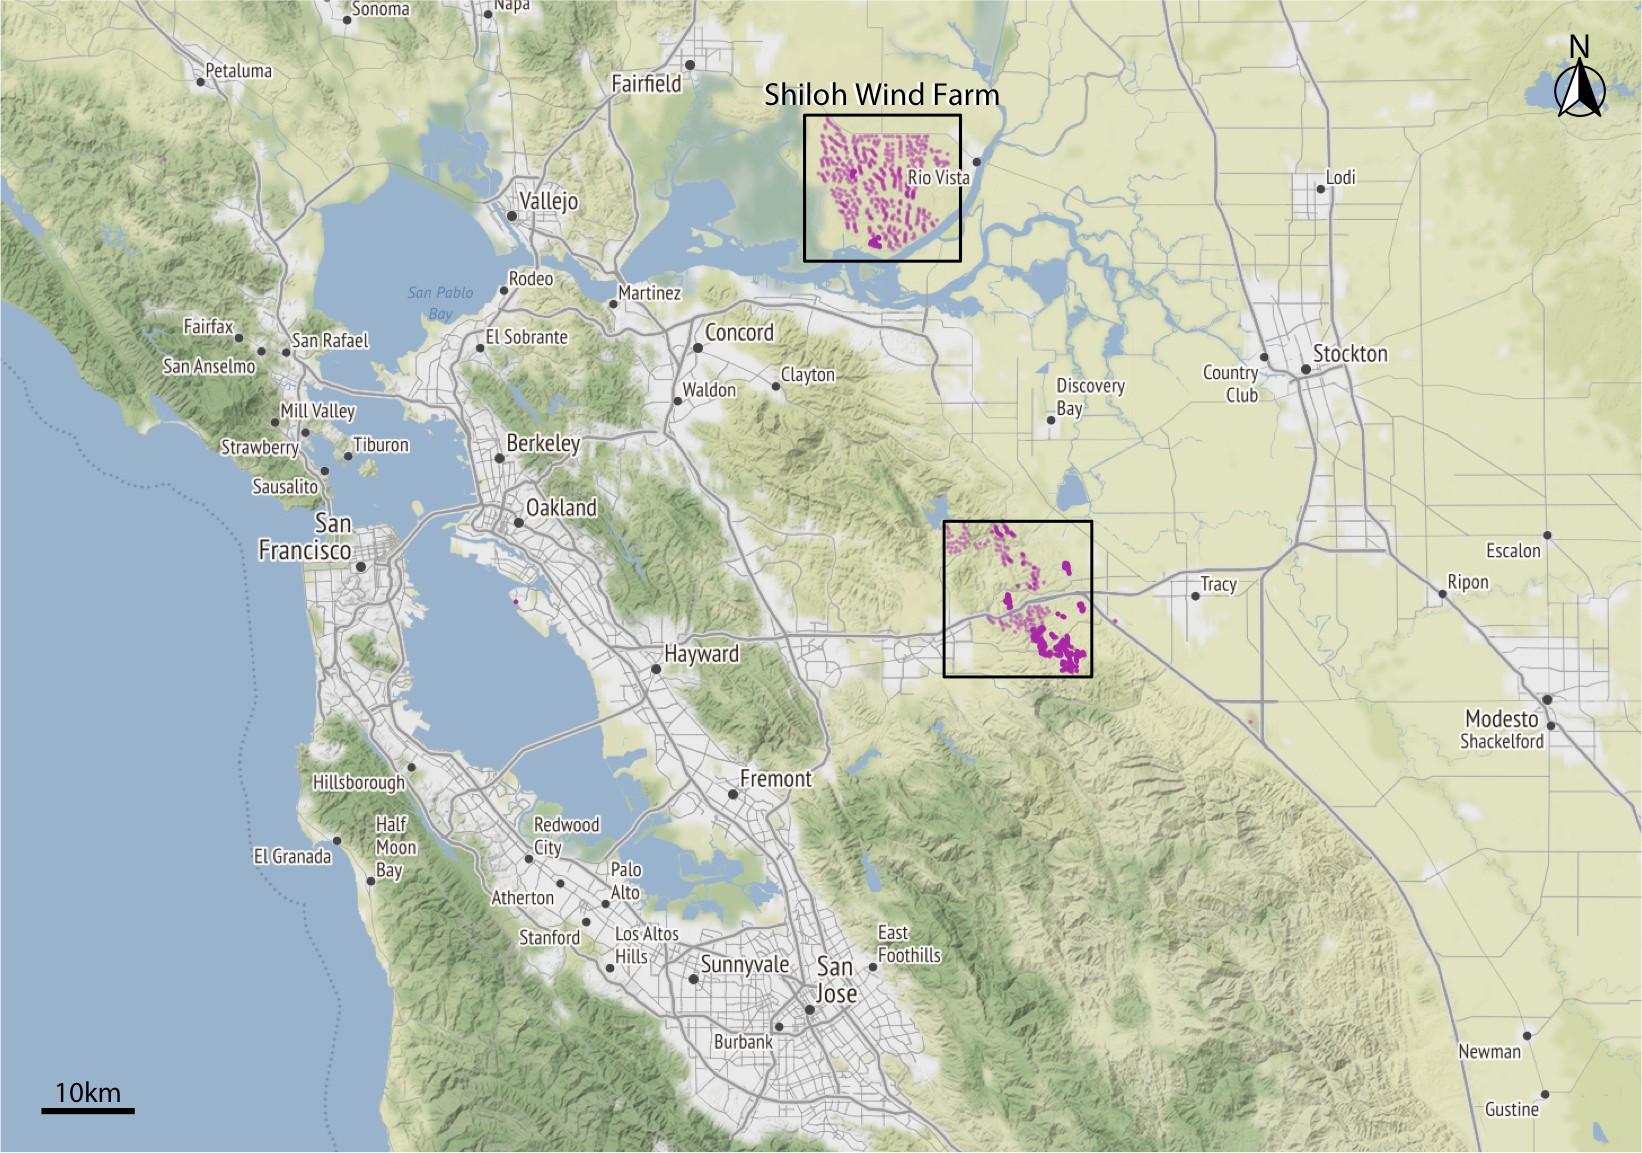 Sonoma
Napa
N
Petaluma
Fairfield
Shiloh Wind Farm
Rio Vista
Lodi
Vallejo
Rodeo
San Pablo
Bay
Martinez
Fairfax
San Rafael
San Anselmo
El Sobrante
Concord
Clayton
Waldon
Stockton
Country
Club
Discovery
Bay
Mill Valley
Strawberry
Tiburon
Sausalito
Berkeley
Oakland
San
Francisco
Escalon
Tracy
Ripon
Hayward
Modesto
Shackelford
Hillsborough
Fremont
Half
Moon
Bay
El Granada
Redwood
City
Palo
Alto
Atherton
Stanford
Los Altos
Hills
East
Foothills
Sunnyvale
San
Jose
Burbank
Newman
Gustine
10km